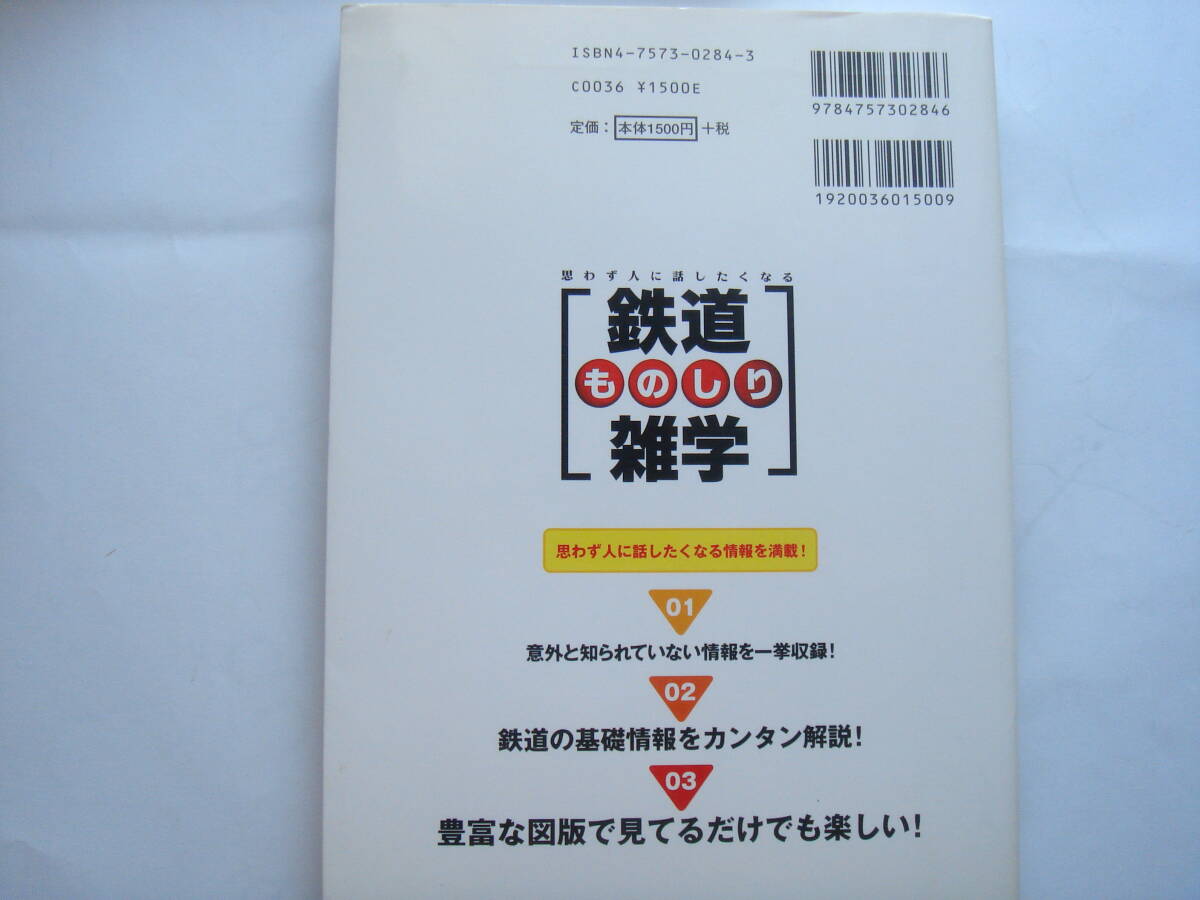 ISBN4-7573-0284-3
C0036 ¥1500E
定価：本体1500円＋税
9784757302846
1920036015009
思わず人に話したくなる
鉄道
ものしり
雑学
思わず人に話したくなる情報を満載！
01
意外と知られていない情報を一挙収録！
02
鉄道の基礎情報をカンタン解説！
03
豊富な図版で見てるだけでも楽しい！